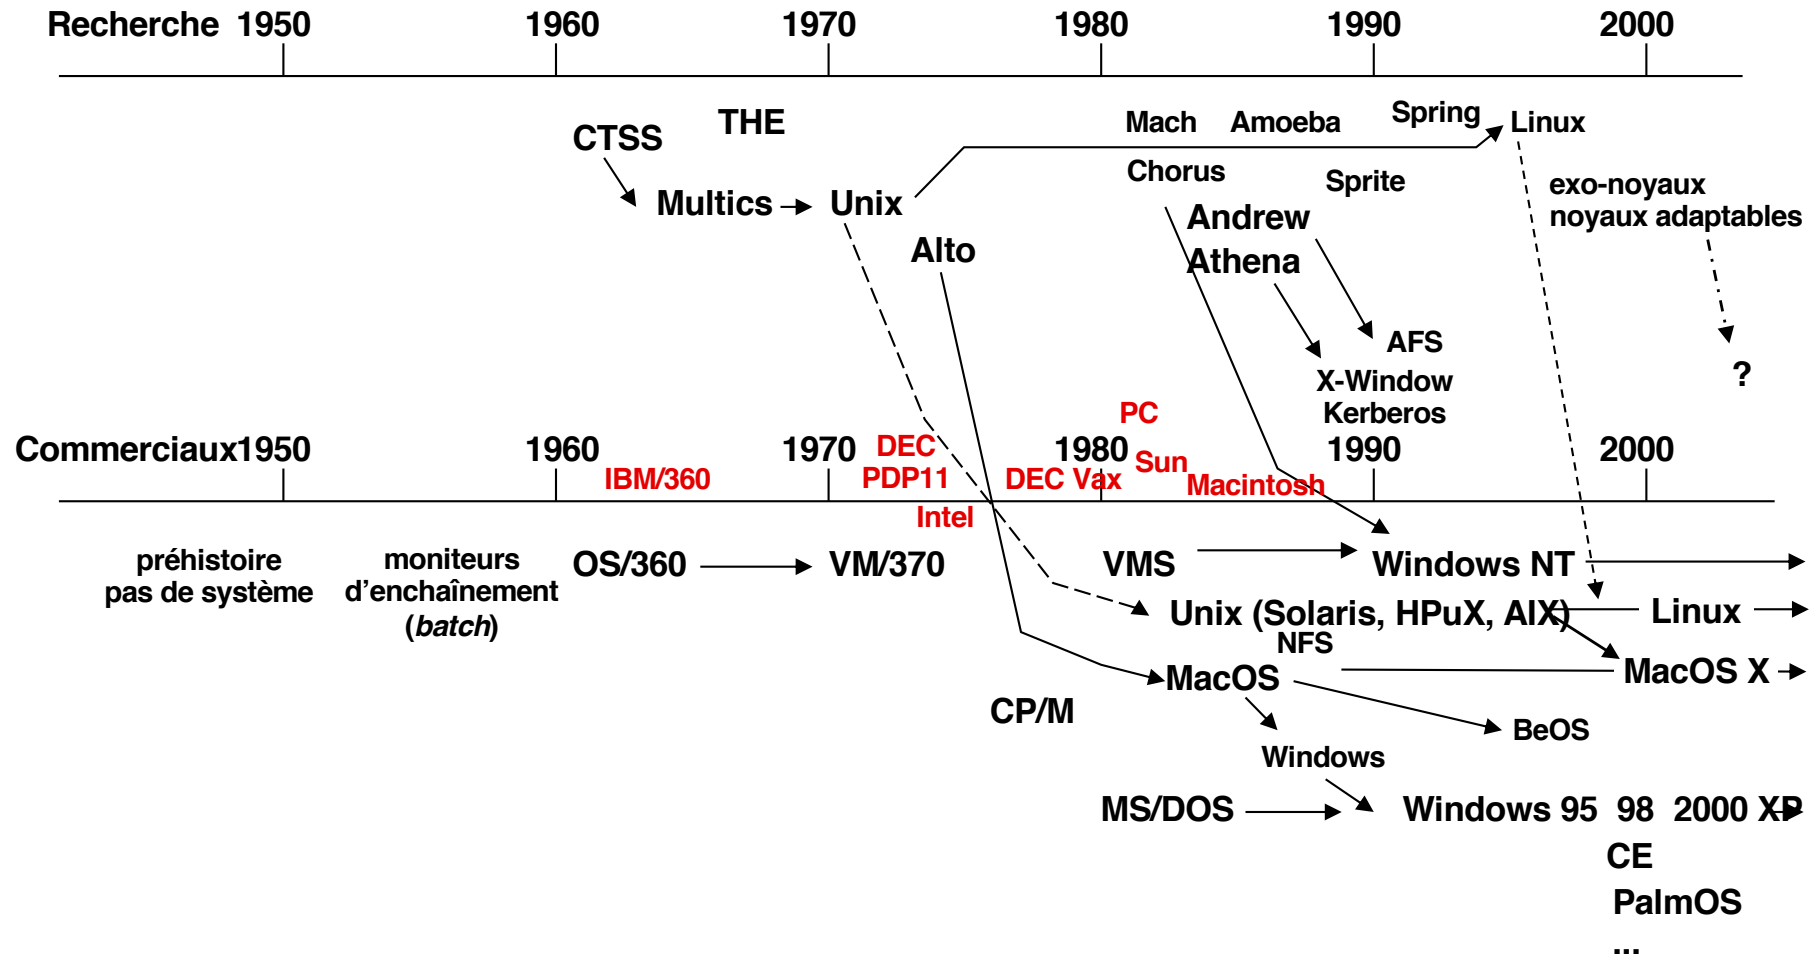 Recherche 1950 1960 1970 1980 1990 2000
CTSS
THE
Mach Amoeba Spring Linux
Chorus Sprite
Multics Unix
Andrew
exo-noyaux
noyaux adaptables
Alto
Athena
AFS
X-Window
Kerberos
?
PC
Commerciaux 1950 1960 1970 1980 1990 2000
DEC
PDP11
IBM/360
DEC Vax
Sun
Macintosh
Intel
préhistoire
pas de système
moniteurs
d'enchaînement
(batch)
OS/360 VM/370 VMS Windows NT
Unix (Solaris, HPuX, AIX) Linux
NFS
MacOS MacOS X
CP/M
BeOS
Windows
MS/DOS Windows 95 98 2000 XP
CE
PalmOS
...